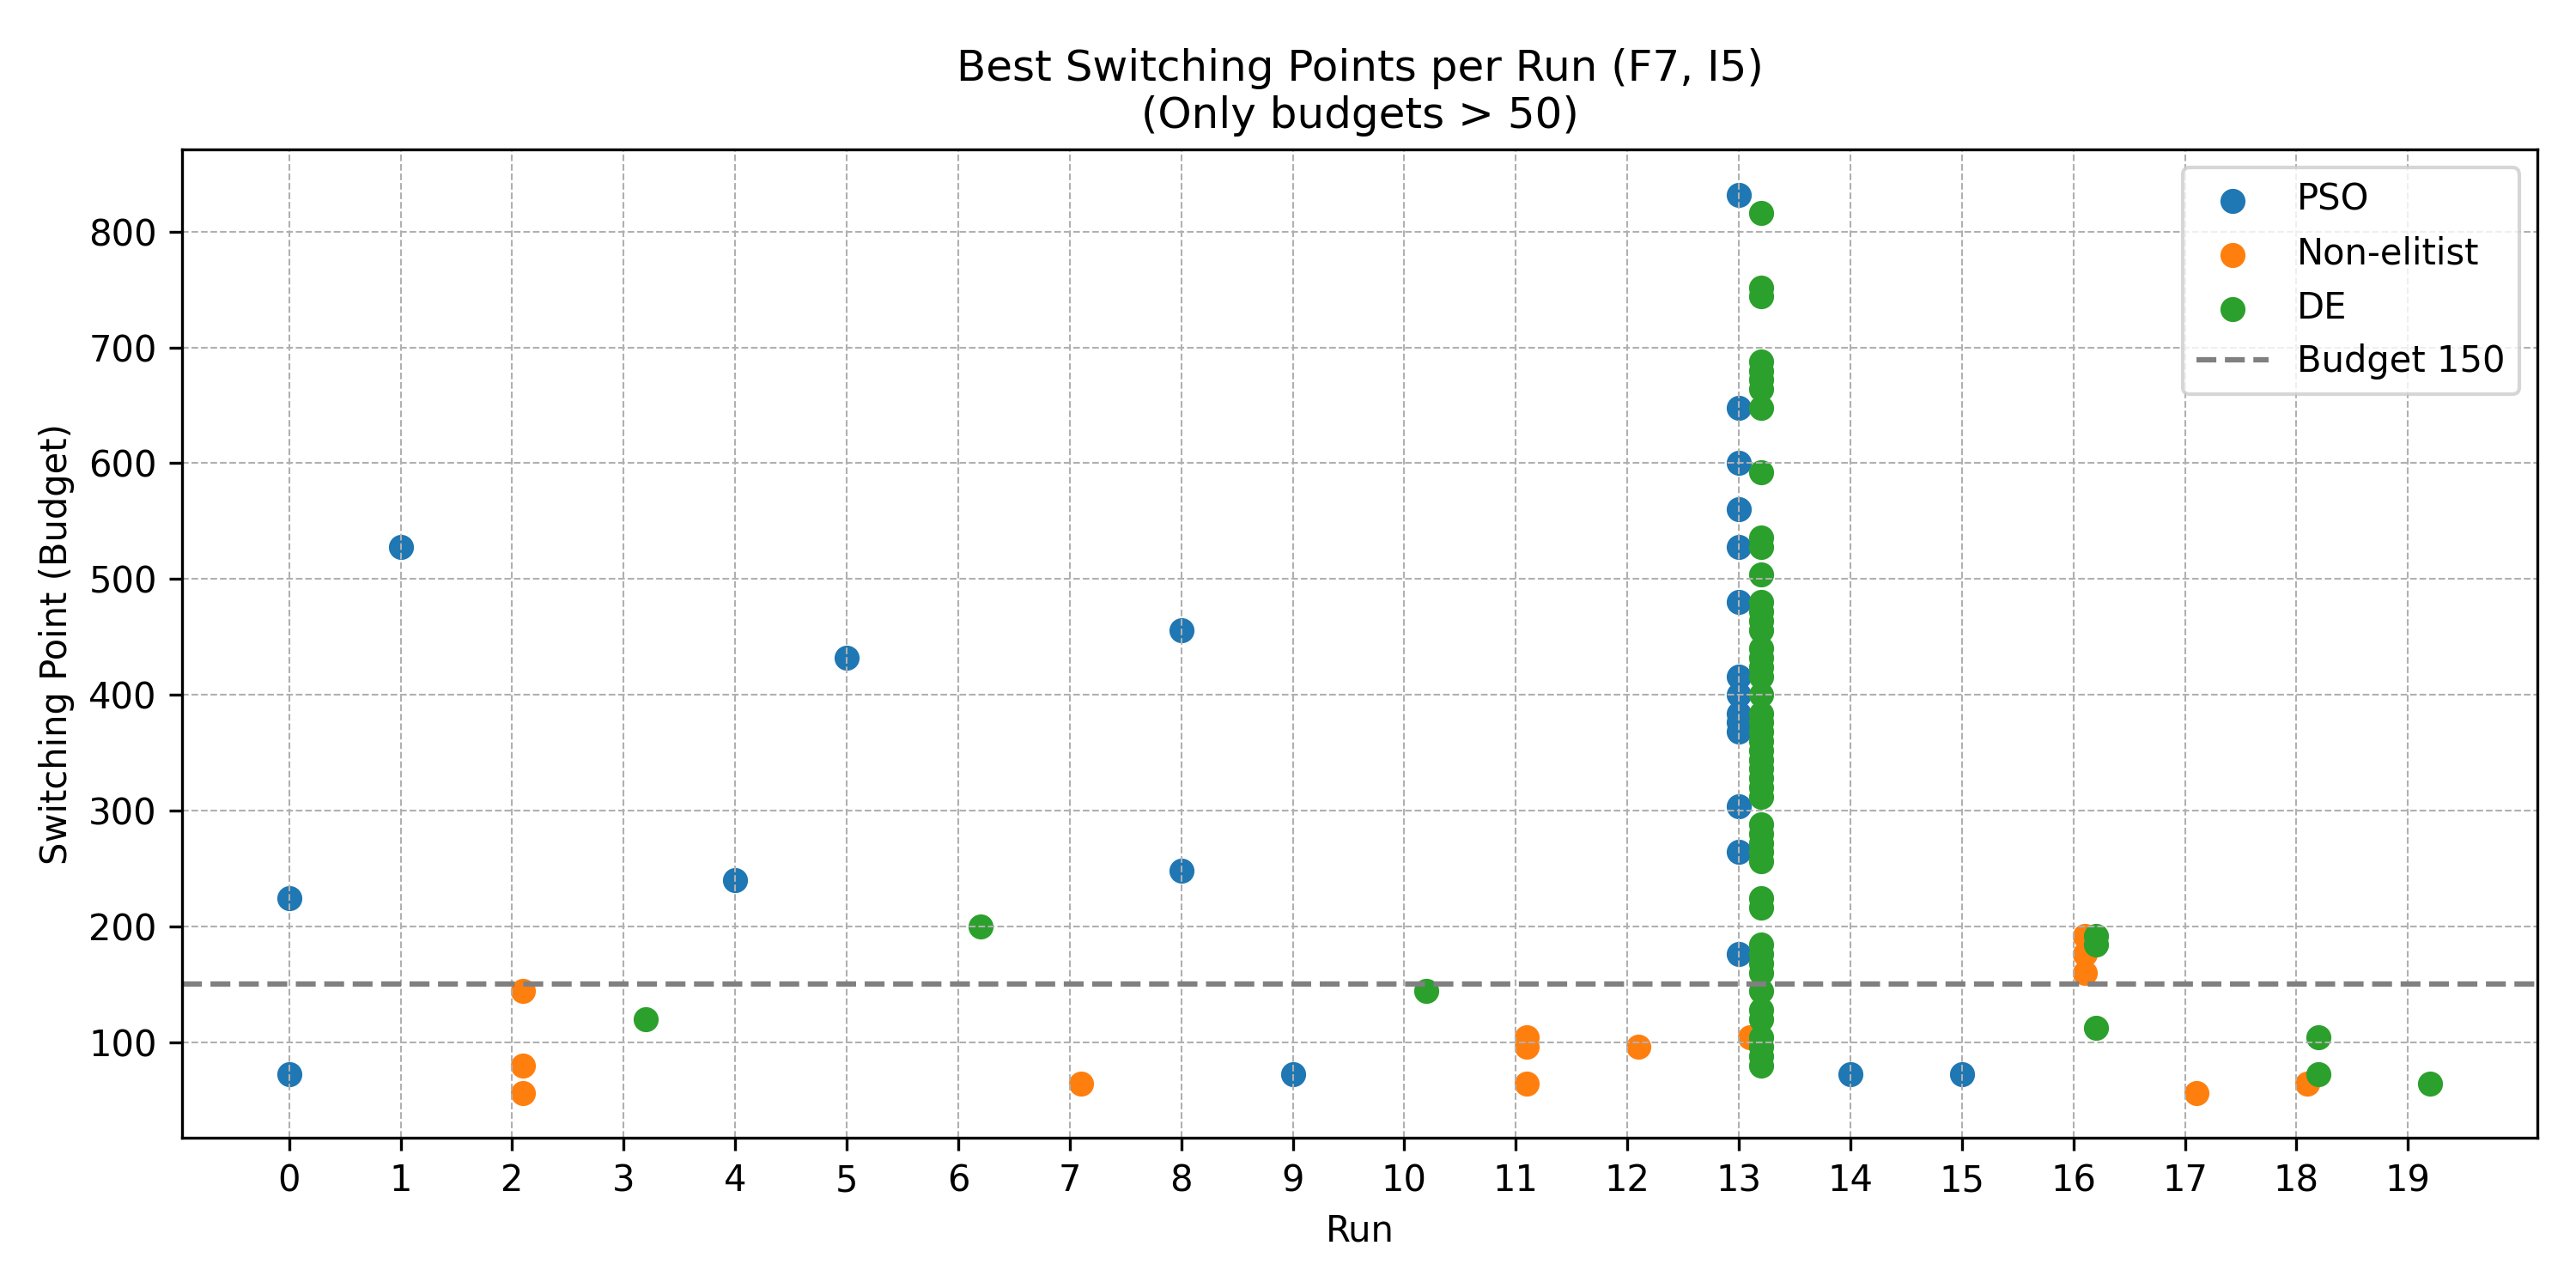 Best Switching Points per Run (F7, I5)
(Only budgets > 50)
Switching Point (Budget)
800
700
600
500
400
300
200
100
PSO
Non-elitist
DE
Budget 150
0 1 2 3 4 5 6 7 8 9 10 11 12 13 14 15 16 17 18 19
Run